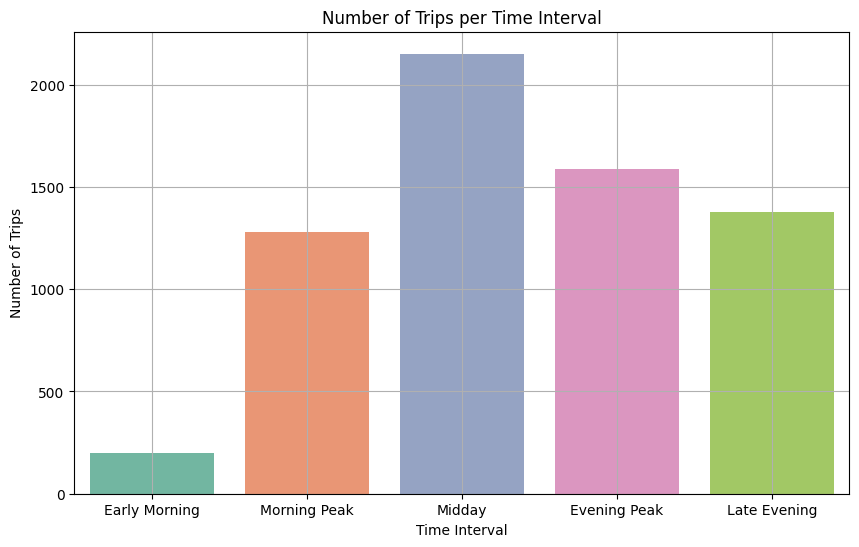 Number of Trips per Time Interval
Number of Trips
2000
1500
1000
500
0
Early Morning Morning Peak Midday Evening Peak Late Evening
Time Interval